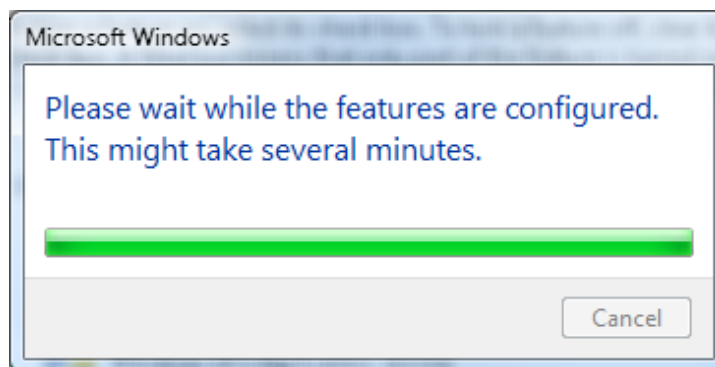 Microsoft Windows
Please wait while the features are configured.
This might take several minutes.
Cancel